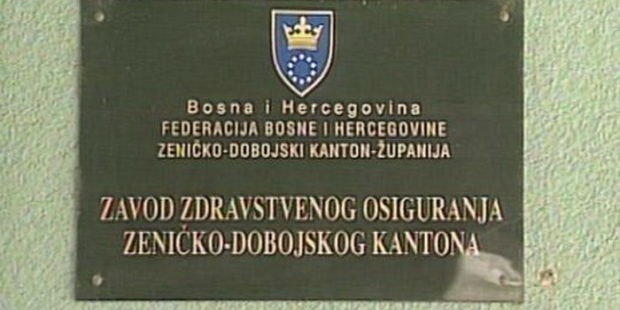 Bosna i Hercegovina
FEDERACIJA BOSNE I HERCEGOVINE
ZENIČKO-DOBOJSKI KANTON-ŽUPANIJA
ZAVOD ZDRAVSTVENOG OSIGURANJA
ZENIČKO-DOBOJSKOG KANTONA